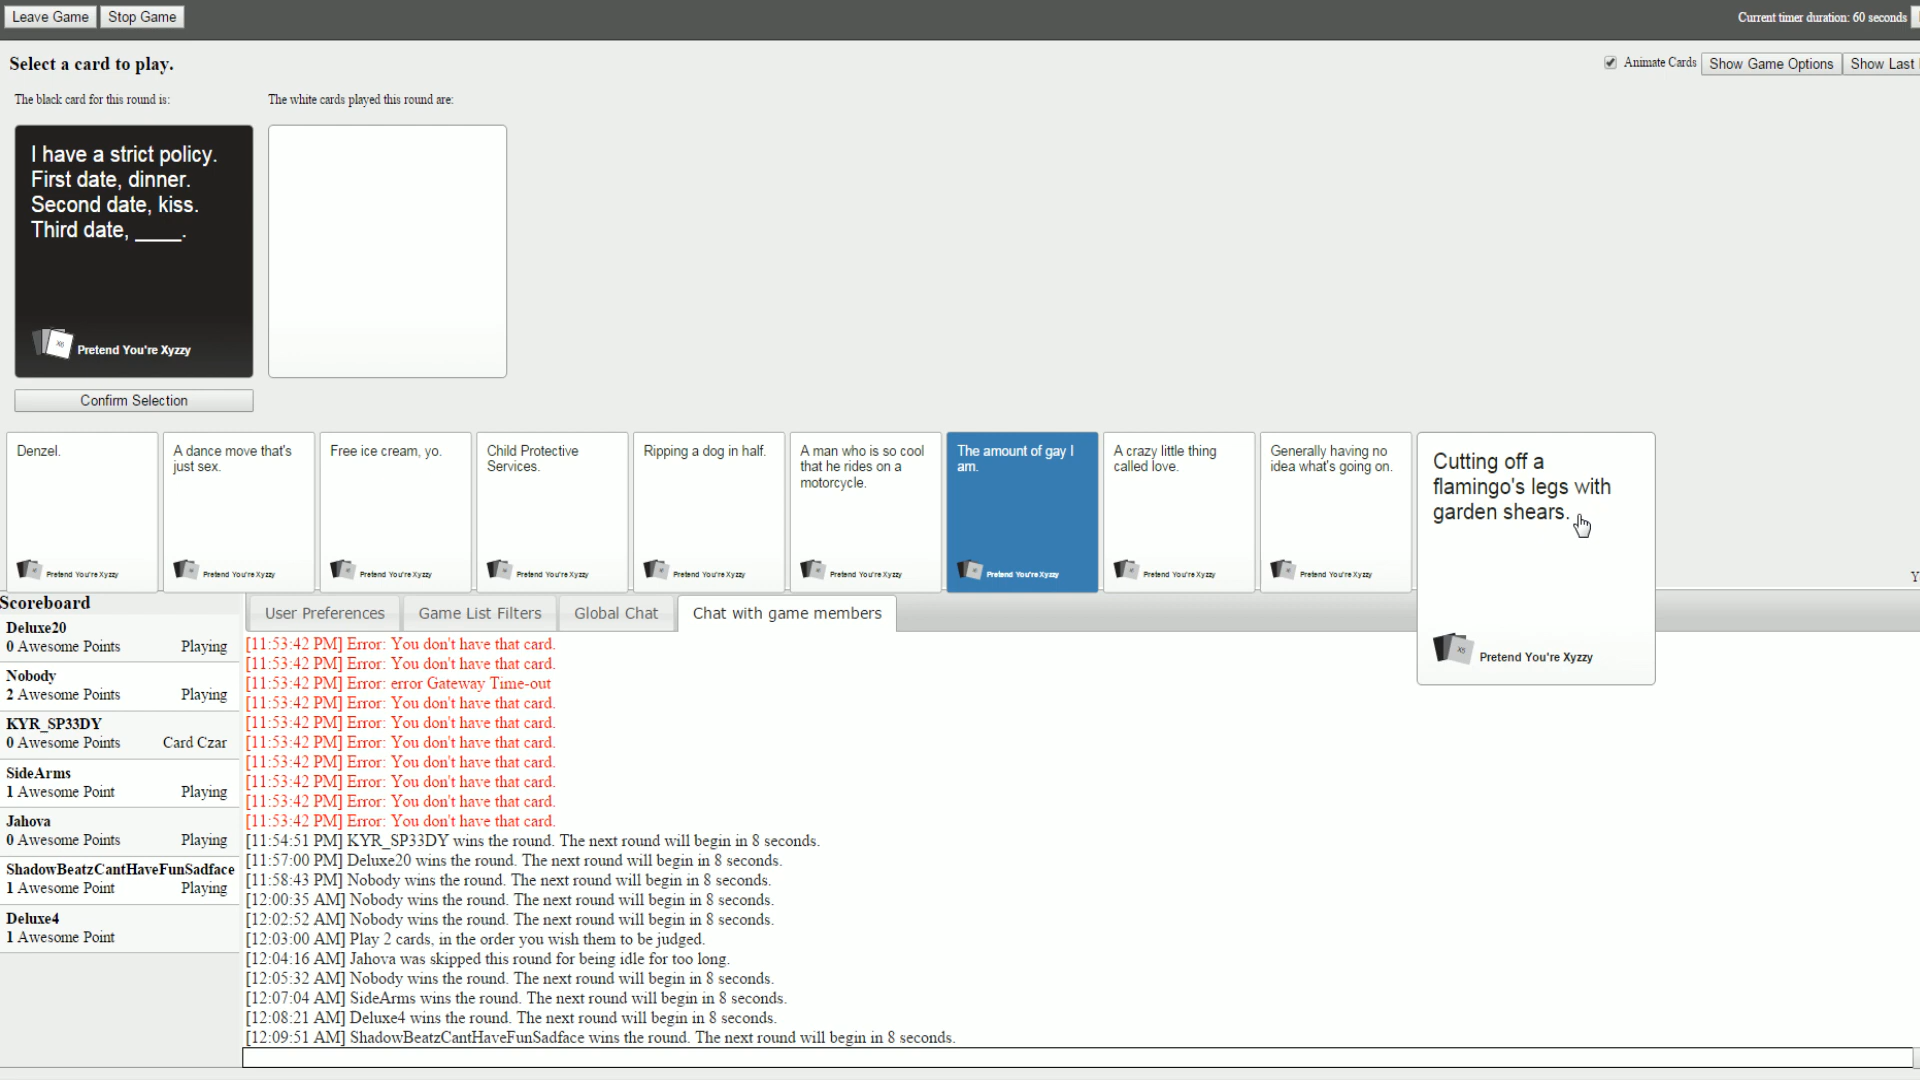 Leave Game
Stop Game
Current timer duration: 60 seconds
Select a card to play.
Animate Cards
Show Game Options
Show Last
The black card for this round is:
The white cards played this round are:
I have a strict policy.
First date, dinner.
Second date, kiss.
Third date, ____.
Pretend You're Xyzzy
Confirm Selection
Denzel.
Pretend You're Xyzzy
A dance move that's
just sex.
Pretend You're Xyzzy
Free ice cream, yo.
Pretend You're Xyzzy
Child Protective
Services.
Pretend You're Xyzzy
Ripping a dog in half.
Pretend You're Xyzzy
A man who is so cool
that he rides on a
motorcycle.
Pretend You're Xyzzy
The amount of gay I
am.
Pretend You're Xyzzy
A crazy little thing
called love.
Pretend You're Xyzzy
Generally having no
idea what's going on.
Pretend You're Xyzzy
Cutting off a
flamingo's legs with
garden shears.
Pretend You're Xyzzy
Scoreboard
Deluxe20
0 Awesome Points Playing
Nobody
2 Awesome Points Playing
KYR_SP33DY
0 Awesome Points Card Czar
SideArms
1 Awesome Point Playing
Jahova
0 Awesome Points Playing
ShadowBeatzCantHaveFunSadface
1 Awesome Point Playing
Deluxe4
1 Awesome Point
User Preferences
Game List Filters
Global Chat
Chat with game members
[11:53:42 PM] Error: You don't have that card.
[11:53:42 PM] Error: You don't have that card.
[11:53:42 PM] Error: error Gateway Time-out
[11:53:42 PM] Error: You don't have that card.
[11:53:42 PM] Error: You don't have that card.
[11:53:42 PM] Error: You don't have that card.
[11:53:42 PM] Error: You don't have that card.
[11:53:42 PM] Error: You don't have that card.
[11:53:42 PM] Error: You don't have that card.
[11:53:42 PM] Error: You don't have that card.
[11:54:51 PM] KYR_SP33DY wins the round. The next round will begin in 8 seconds.
[11:57:00 PM] Deluxe20 wins the round. The next round will begin in 8 seconds.
[11:58:43 PM] Nobody wins the round. The next round will begin in 8 seconds.
[12:00:35 AM] Nobody wins the round. The next round will begin in 8 seconds.
[12:02:52 AM] Nobody wins the round. The next round will begin in 8 seconds.
[12:03:00 AM] Play 2 cards, in the order you wish them to be judged.
[12:04:16 AM] Jahova was skipped this round for being idle for too long.
[12:05:32 AM] Nobody wins the round. The next round will begin in 8 seconds.
[12:07:04 AM] SideArms wins the round. The next round will begin in 8 seconds.
[12:08:21 AM] Deluxe4 wins the round. The next round will begin in 8 seconds.
[12:09:51 AM] ShadowBeatzCantHaveFunSadface wins the round. The next round will begin in 8 seconds.